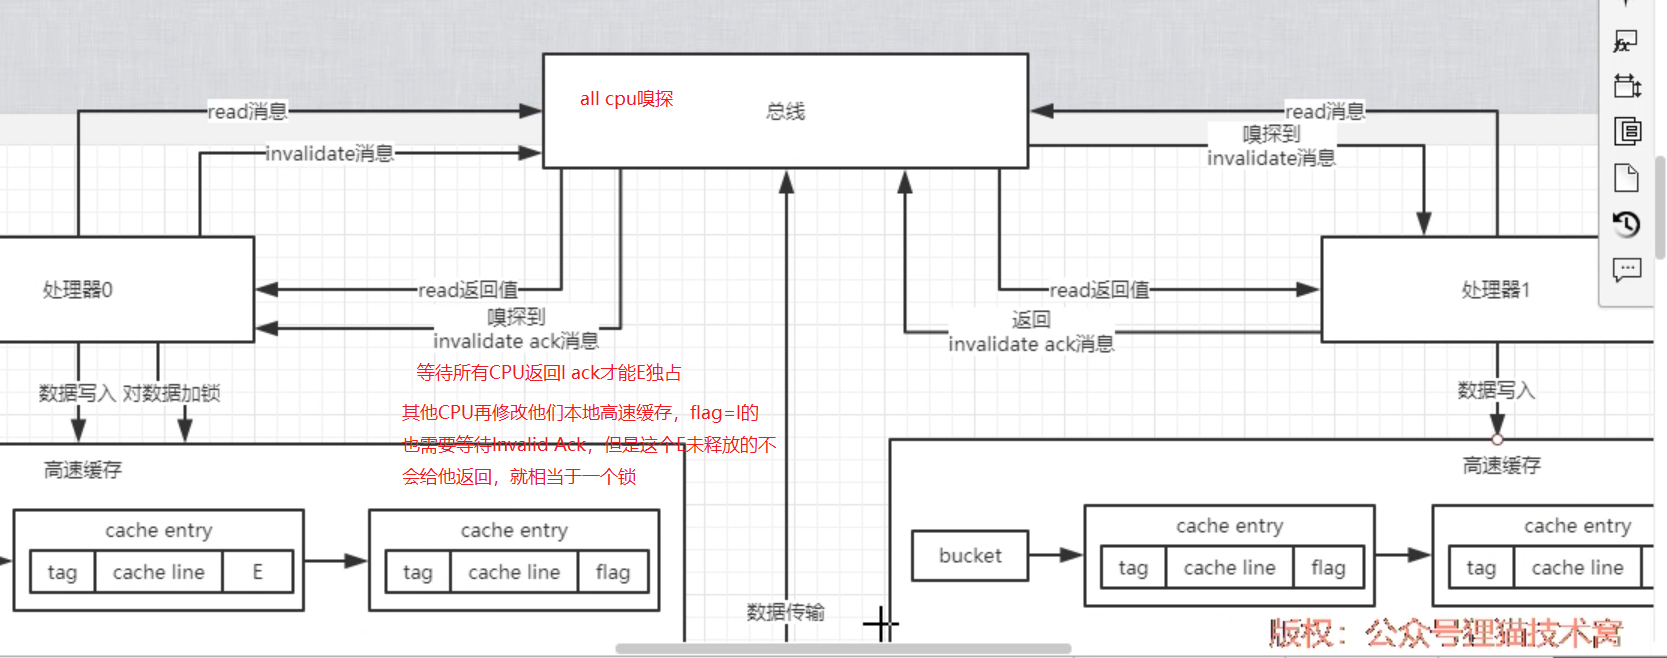 all cpu嗅探
总线
read消息
invalidate消息
read消息
嗅探到
invalidate消息
处理器0
read返回值
嗅探到
invalidate ack消息
read返回值
返回
invalidate ack消息
处理器1
等待所有CPU返回I ack才能E独占
其他CPU再修改他们本地高速缓存，flag=I的
也需要等待Invalid Ack，但是这个E未释放的不
会给他返回，就相当于一个锁
数据写入
对数据加锁
数据写入
高速缓存
高速缓存
cache entry
tag
cache line
E
cache entry
tag
cache line
flag
bucket
cache entry
tag
cache line
flag
cache entry
tag
cache line
数据传输
版权：公众号狸猫技术窝
fx